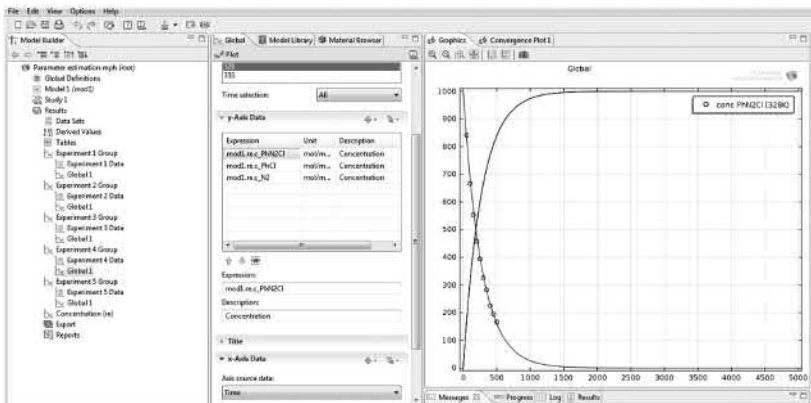 File Edit View Options Help
Model Builder
Parameter estimation.mph (root)
Global Definitions
Model 1 (mod1)
Study 1
Results
Data Sets
Derived Values
Tables
Experiment 1 Group
Experiment 1 Data
Global 1
Experiment 2 Group
Experiment 2 Data
Global 1
Experiment 3 Group
Experiment 3 Data
Global 1
Experiment 4 Group
Experiment 4 Data
Global 1
Experiment 5 Group
Experiment 5 Data
Global 1
Concentration (re)
Export
Reports
Global Model Library Material Browser
Plot
328
331
Time selection: All
y-Axis Data
Expression Unit Description
mod1.re.c_PhN2Cl mol/m... Concentration
mod1.re.c_PhCl mol/m... Concentration
mod1.re.c_N2 mol/m... Concentration
Expression:
mod1.re.c_PhN2Cl
Description:
Concentration
Title
x-Axis Data
Axis source data:
Time
Graphics Convergence Plot 1
Global
conc PhN2Cl (328K)
1000
900
800
700
600
500
400
300
200
100
0
0 500 1000 1500 2000 2500 3000 3500 4000 4500 5000
Messages Progress Log Results